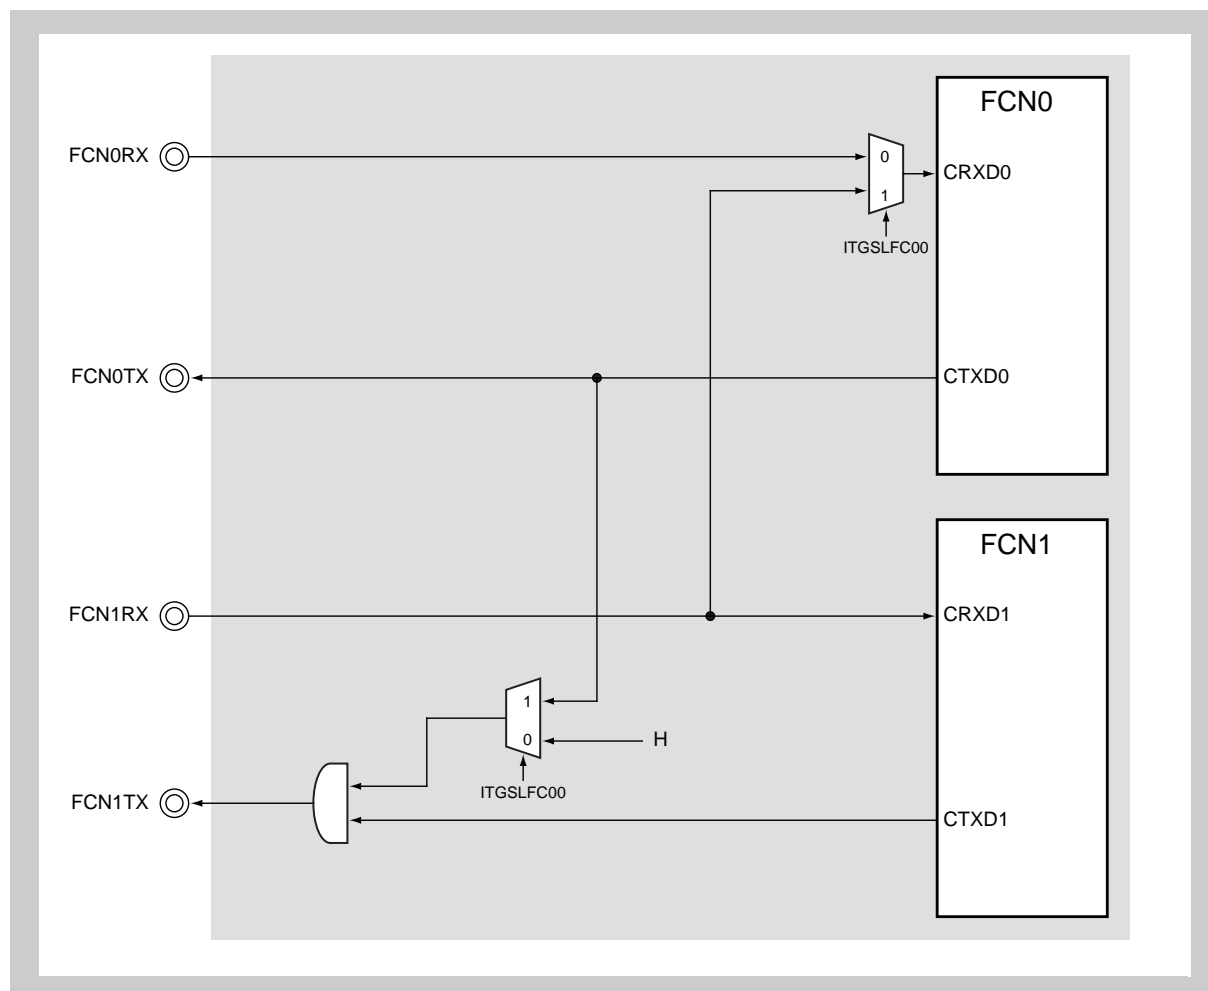 FCN0
FCN0RX
0
CRXD0
1
ITGSLFC00
FCN0TX
CTXD0
FCN1
FCN1RX
CRXD1
1
0
H
ITGSLFC00
FCN1TX
CTXD1